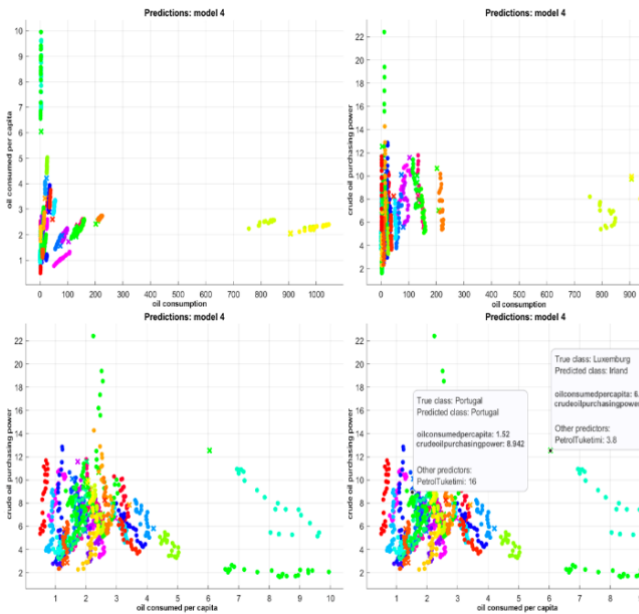 Predictions: model 4
10
9
8
7
6
5
4
3
2
1
oil consumed per capita
0 100 200 300 400 500 600 700 800 900 1000
oil consumption
Predictions: model 4
22
20
18
16
14
12
10
8
6
4
2
crude oil purchasing power
0 100 200 300 400 500 600 700 800 900
oil consumption
Predictions: model 4
22
20
18
16
14
12
10
8
6
4
2
crude oil purchasing power
1 2 3 4 5 6 7 8 9 10
oil consumed per capita
Predictions: model 4
22
20
18
16
14
12
10
8
6
4
2
crude oil purchasing power
True class: Portugal
Predicted class: Portugal
oilconsumedpercapita: 1.52
crudeoilpurchasingpower: 8.942
Other predictors:
PetrolTuketimi: 16
True class: Luxemburg
Predicted class: Irland
oilconsumedpercapita: 6.
crudeoilpurchasingpower
Other predictors:
PetrolTuketimi: 3.8
1 2 3 4 5 6 7 8 9
oil consumed per capita